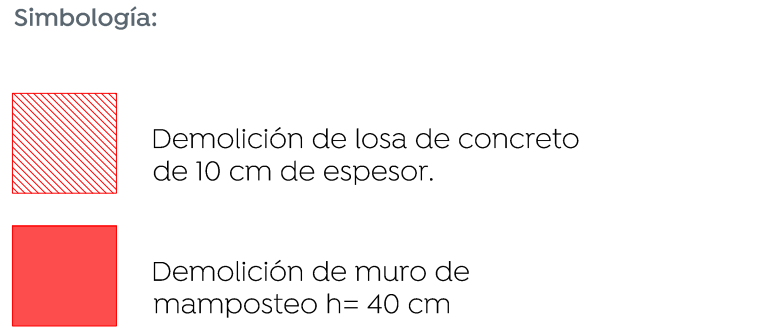 Simbología:
Demolición de losa de concreto
de 10 cm de espesor.
Demolición de muro de
mamposteo h= 40 cm